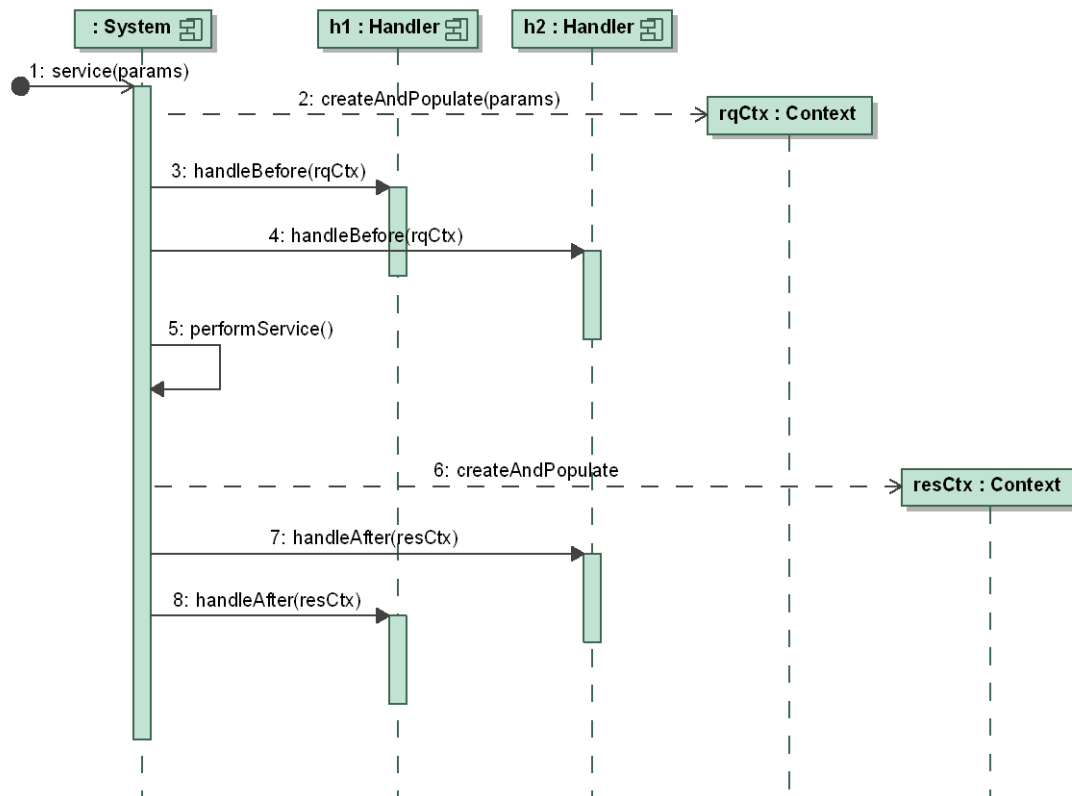 : System
h1 : Handler
h2 : Handler
1: service(params)
2: createAndPopulate(params)
rqCtx : Context
3: handleBefore(rqCtx)
4: handleBefore(rqCtx)
5: performService()
6: createAndPopulate
resCtx : Context
7: handleAfter(resCtx)
8: handleAfter(resCtx)